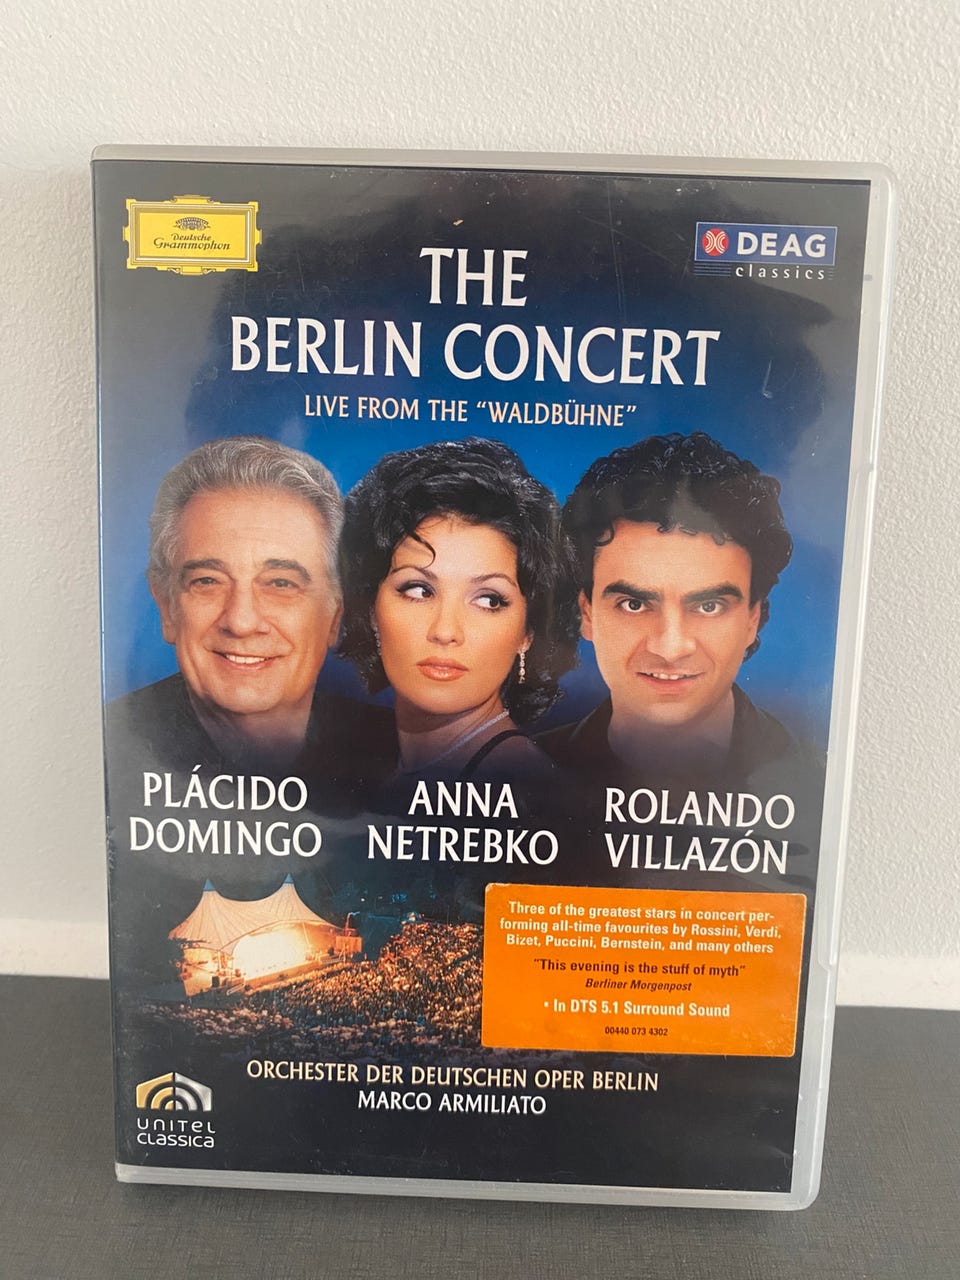 Deutsche
Grammophon
DEAG
classics
THE
BERLIN CONCERT
LIVE FROM THE “WALDBÜHNE”
PLÁCIDO
DOMINGO
ANNA
NETREBKO
ROLANDO
VILLAZÓN
Three of the greatest stars in concert per-
forming all-time favourites by Rossini, Verdi,
Bizet, Puccini, Bernstein, and many others
"This evening is the stuff of myth"
Berliner Morgenpost
• In DTS 5.1 Surround Sound
00440 073 4302
ORCHESTER DER DEUTSCHEN OPER BERLIN
MARCO ARMILIATO
UNITEL
CLASSICA